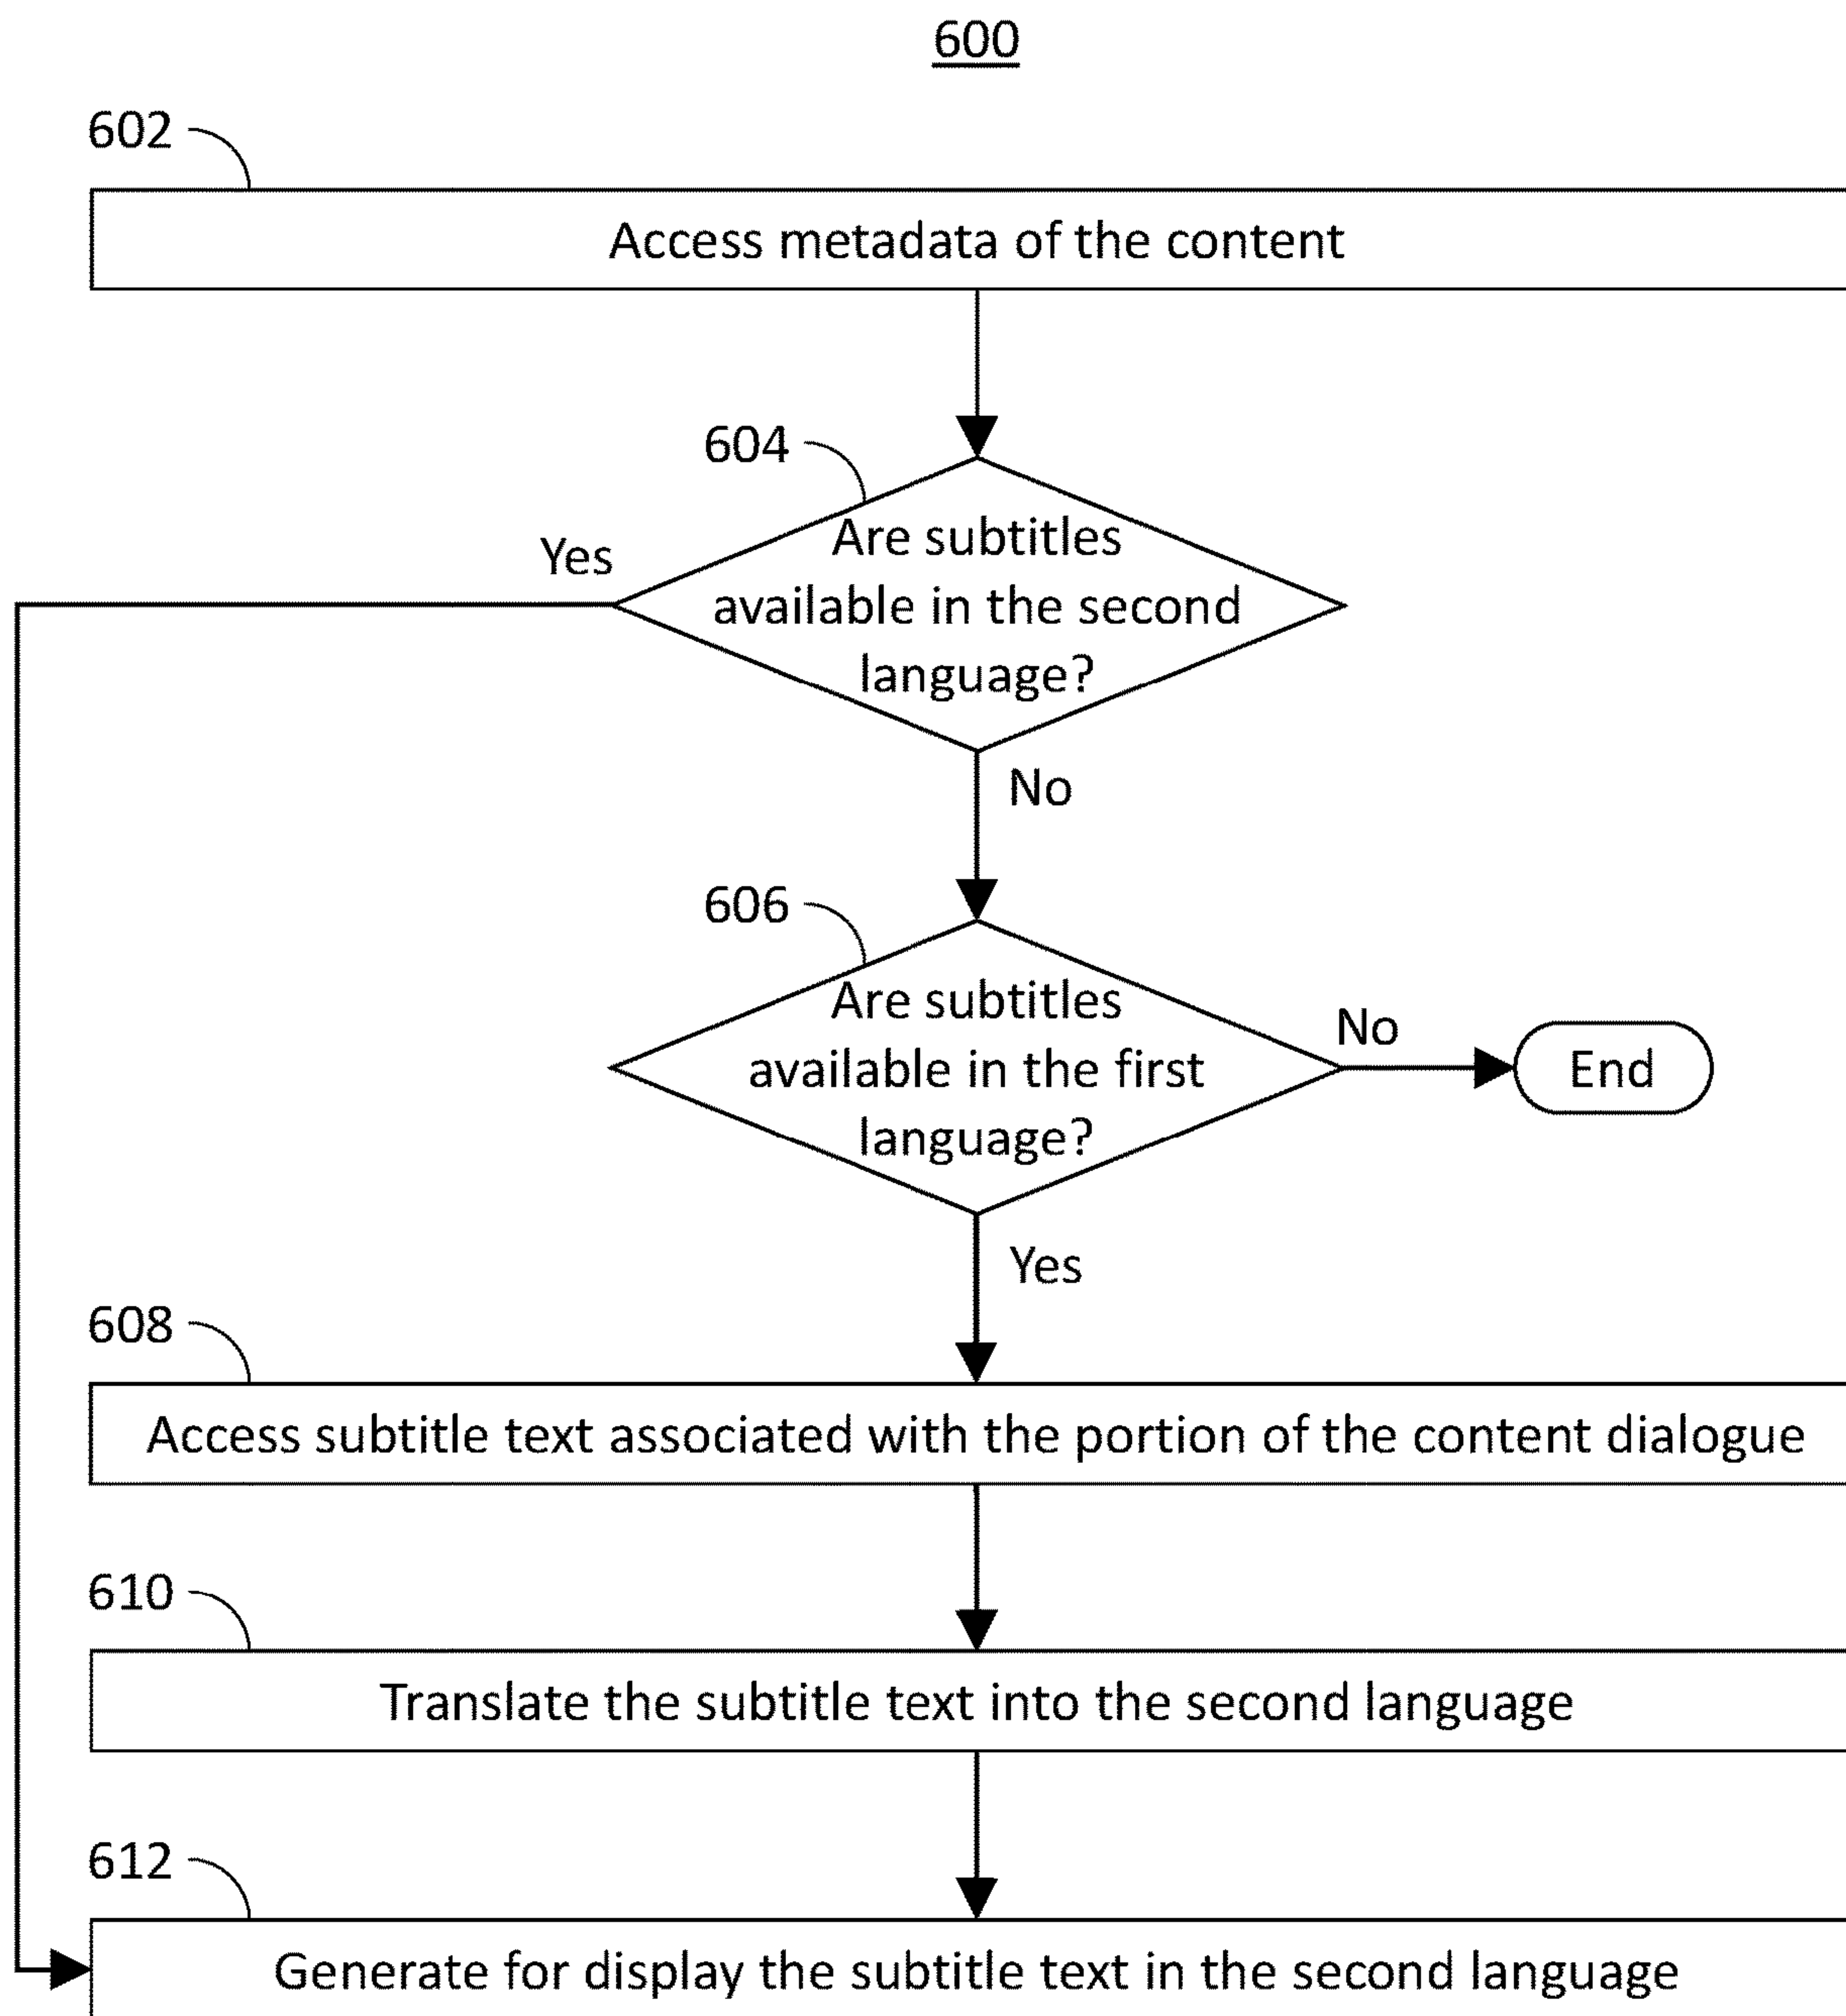 600
602
Access metadata of the content
604
Yes
Are subtitles
available in the second
language?
No
606
Are subtitles
available in the first
language?
No
End
Yes
608
Access subtitle text associated with the portion of the content dialogue
610
Translate the subtitle text into the second language
612
Generate for display the subtitle text in the second language